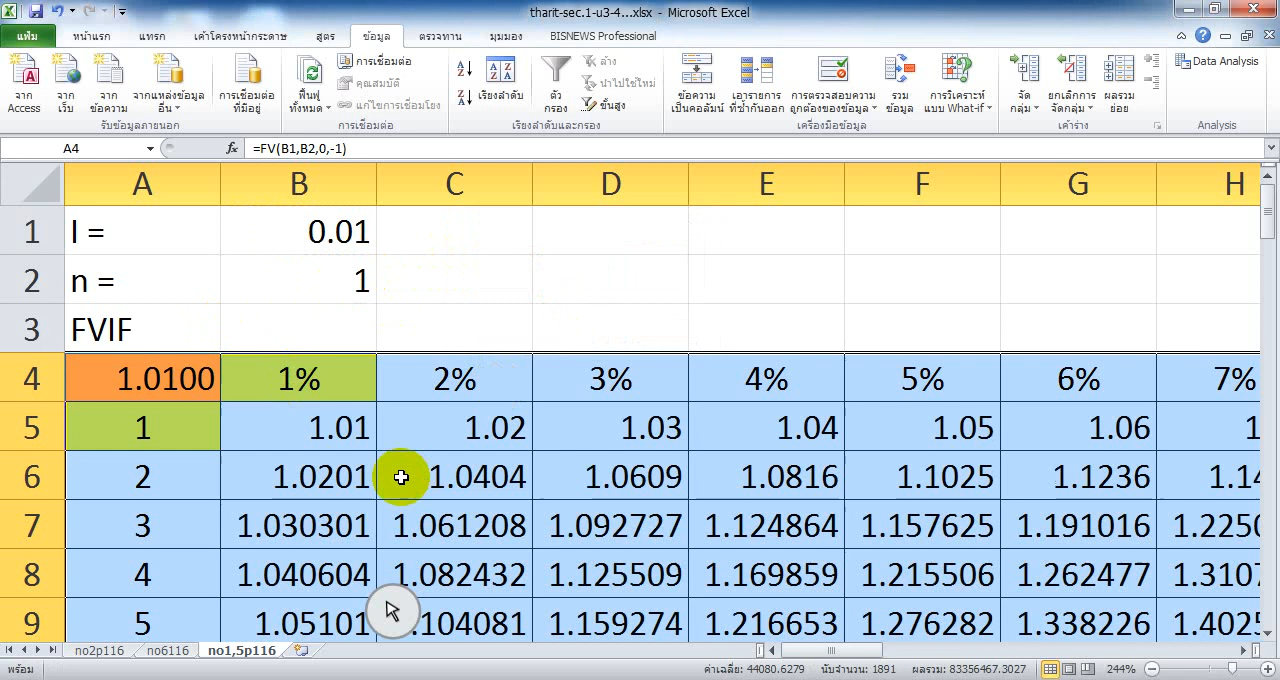 tharit-sec.1-u3-4...xlsx - Microsoft Excel
แฟ้ม หน้าแรก แทรก เค้าโครงหน้ากระดาษ สูตร ข้อมูล ตรวจทาน มุมมอง BISNEWS Professional
จาก Access จาก เว็บ จาก ข้อความ จากแหล่งข้อมูล อื่น การเชื่อมต่อ ที่มีอยู่
รับข้อมูลภายนอก
ฟื้นฟู ทั้งหมด การเชื่อมต่อ
คุณสมบัติ
แก้ไขการเชื่อมโยง
การเชื่อมต่อ
เรียงลำดับ ตัว กรอง ล้าง
นำไปใช้ใหม่
ขั้นสูง
เรียงลำดับและกรอง
ข้อความ เป็นคอลัมน์ เอารายการ ที่ซ้ำกันออก การตรวจสอบความ ถูกต้องของข้อมูล รวม ข้อมูล การวิเคราะห์ แบบ What-if
เครื่องมือข้อมูล
จัด กลุ่ม ยกเลิกการ จัดกลุ่ม ผลรวม ย่อย
เค้าร่าง
Data Analysis
Analysis
A4 fx =FV(B1,B2,0,-1)
A B C D E F G H
1 I = 0.01
2 n = 1
3 FVIF
4 1.0100 1% 2% 3% 4% 5% 6% 7%
5 1 1.01 1.02 1.03 1.04 1.05 1.06 1
6 2 1.0201 1.0404 1.0609 1.0816 1.1025 1.1236 1.14
7 3 1.030301 1.061208 1.092727 1.124864 1.157625 1.191016 1.2250
8 4 1.040604 1.082432 1.125509 1.169859 1.215506 1.262477 1.3107
9 5 1.05101 1.104081 1.159274 1.216653 1.276282 1.338226 1.4025
no2p116 no6116 no1,5p116
พร้อม ค่าเฉลี่ย: 44080.6279 นับจำนวน: 1891 ผลรวม: 83356467.3027 244%